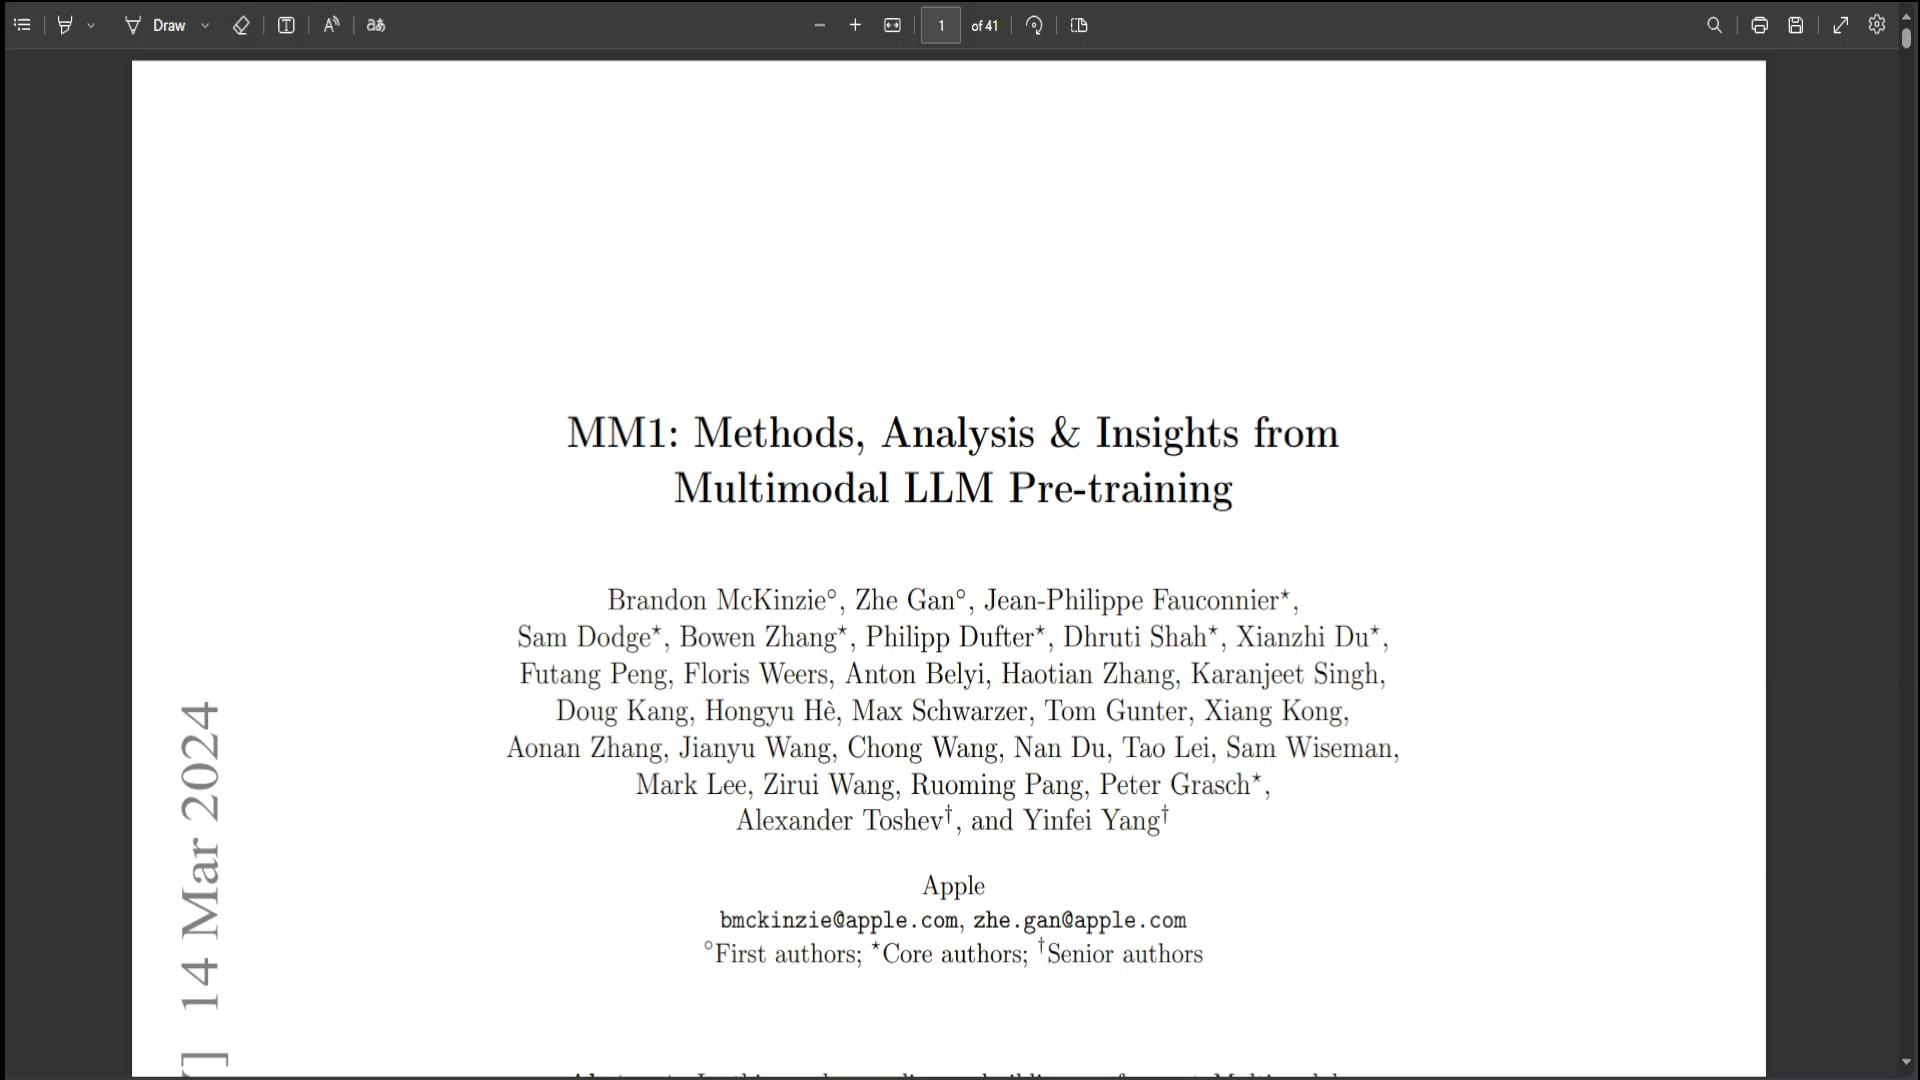 Draw
1 of 41
MM1: Methods, Analysis & Insights from
Multimodal LLM Pre-training
Brandon McKinzie°, Zhe Gan°, Jean-Philippe Fauconnier⋆,
Sam Dodge⋆, Bowen Zhang⋆, Philipp Dufter⋆, Dhruti Shah⋆, Xianzhi Du⋆,
Futang Peng, Floris Weers, Anton Belyi, Haotian Zhang, Karanjeet Singh,
Doug Kang, Hongyu Hè, Max Schwarzer, Tom Gunter, Xiang Kong,
Aonan Zhang, Jianyu Wang, Chong Wang, Nan Du, Tao Lei, Sam Wiseman,
Mark Lee, Zirui Wang, Ruoming Pang, Peter Grasch⋆,
Alexander Toshev†, and Yinfei Yang†
Apple
bmckinzie@apple.com, zhe.gan@apple.com
°First authors; ⋆Core authors; †Senior authors
] 14 Mar 2024